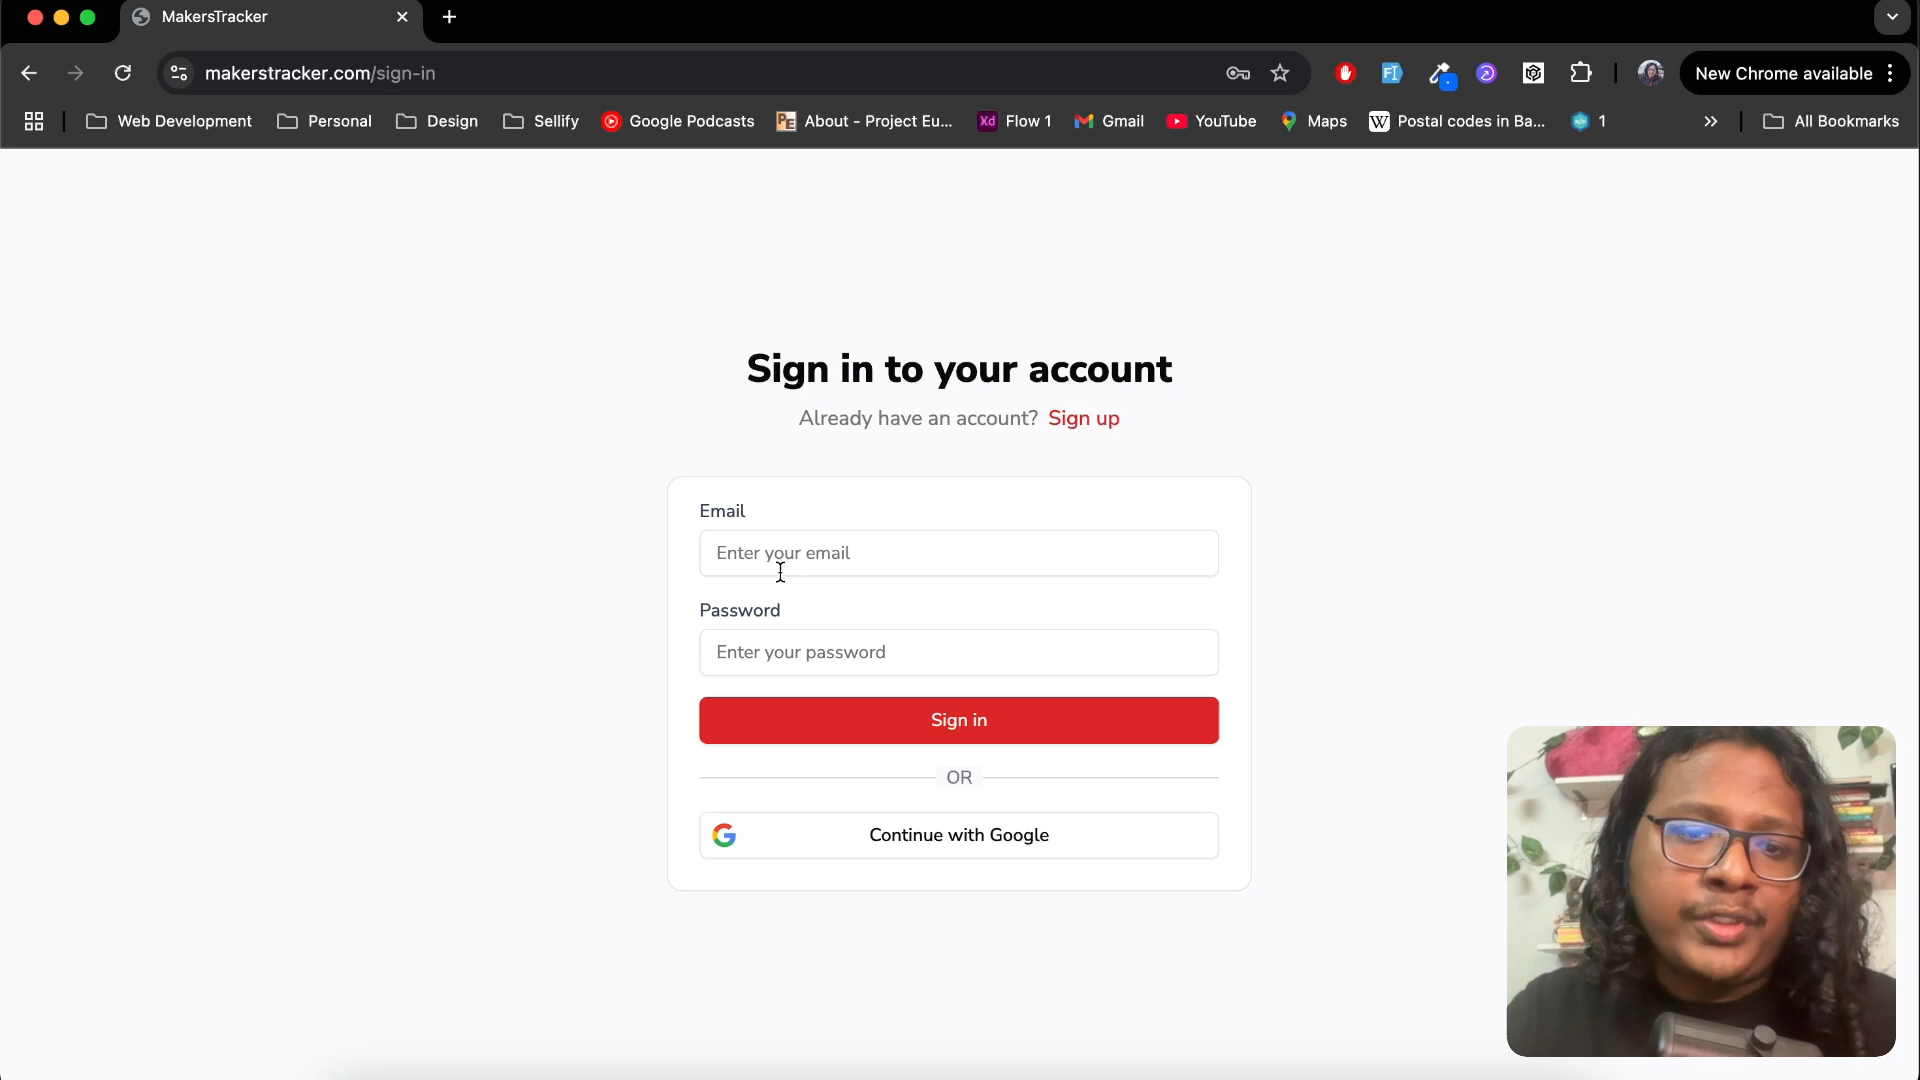 MakersTracker
makerstracker.com/sign-in
New Chrome available
Web Development
Personal
Design
Sellify
Google Podcasts
About - Project Eu...
Xd
Flow 1
Gmail
YouTube
Maps
W
Postal codes in Ba...
1
All Bookmarks
Sign in to your account
Already have an account? Sign up
Email
Enter your email
Password
Enter your password
Sign in
OR
Continue with Google